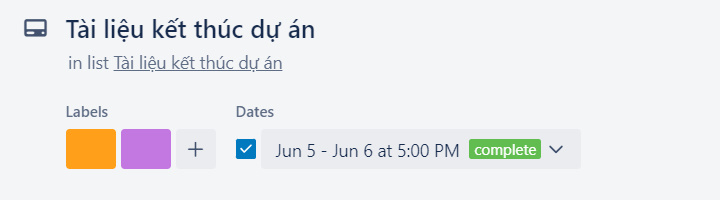 Tài liệu kết thúc dự án
in list Tài liệu kết thúc dự án
Labels
Dates
Jun 5 - Jun 6 at 5:00 PM complete